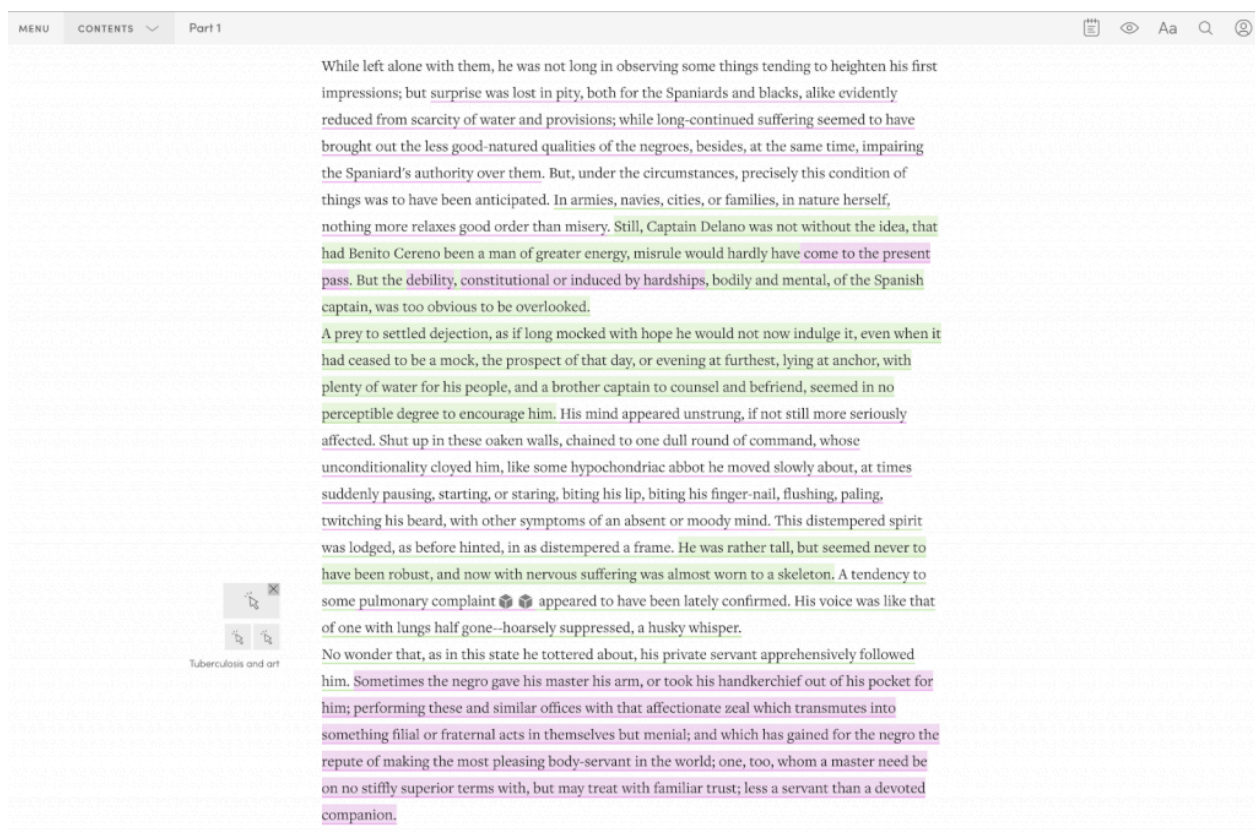 MENU
CONTENTS
Part 1
Aa
While left alone with them, he was not long in observing some things tending to heighten his first
impressions; but surprise was lost in pity, both for the Spaniards and blacks, alike evidently
reduced from scarcity of water and provisions; while long-continued suffering seemed to have
brought out the less good-natured qualities of the negroes, besides, at the same time, impairing
the Spaniard's authority over them. But, under the circumstances, precisely this condition of
things was to have been anticipated. In armies, navies, cities, or families, in nature herself,
nothing more relaxes good order than misery. Still, Captain Delano was not without the idea, that
had Benito Cereno been a man of greater energy, misrule would hardly have come to the present
pass. But the debility, constitutional or induced by hardships, bodily and mental, of the Spanish
captain, was too obvious to be overlooked.
A prey to settled dejection, as if long mocked with hope he would not now indulge it, even when it
had ceased to be a mock, the prospect of that day, or evening at furthest, lying at anchor, with
plenty of water for his people, and a brother captain to counsel and befriend, seemed in no
perceptible degree to encourage him. His mind appeared unstrung, if not still more seriously
affected. Shut up in these oaken walls, chained to one dull round of command, whose
unconditionality cloyed him, like some hypochondriac abbot he moved slowly about, at times
suddenly pausing, starting, or staring, biting his lip, biting his finger-nail, flushing, paling,
twitching his beard, with other symptoms of an absent or moody mind. This distempered spirit
was lodged, as before hinted, in as distempered a frame. He was rather tall, but seemed never to
have been robust, and now with nervous suffering was almost worn to a skeleton. A tendency to
some pulmonary complaint appeared to have been lately confirmed. His voice was like that
of one with lungs half gone--hoarsely suppressed, a husky whisper.
No wonder that, as in this state he tottered about, his private servant apprehensively followed
him. Sometimes the negro gave his master his arm, or took his handkerchief out of his pocket for
him; performing these and similar offices with that affectionate zeal which transmutes into
something filial or fraternal acts in themselves but menial; and which has gained for the negro the
repute of making the most pleasing body-servant in the world; one, too, whom a master need be
on no stiffly superior terms with, but may treat with familiar trust; less a servant than a devoted
companion.
Tuberculosis and art